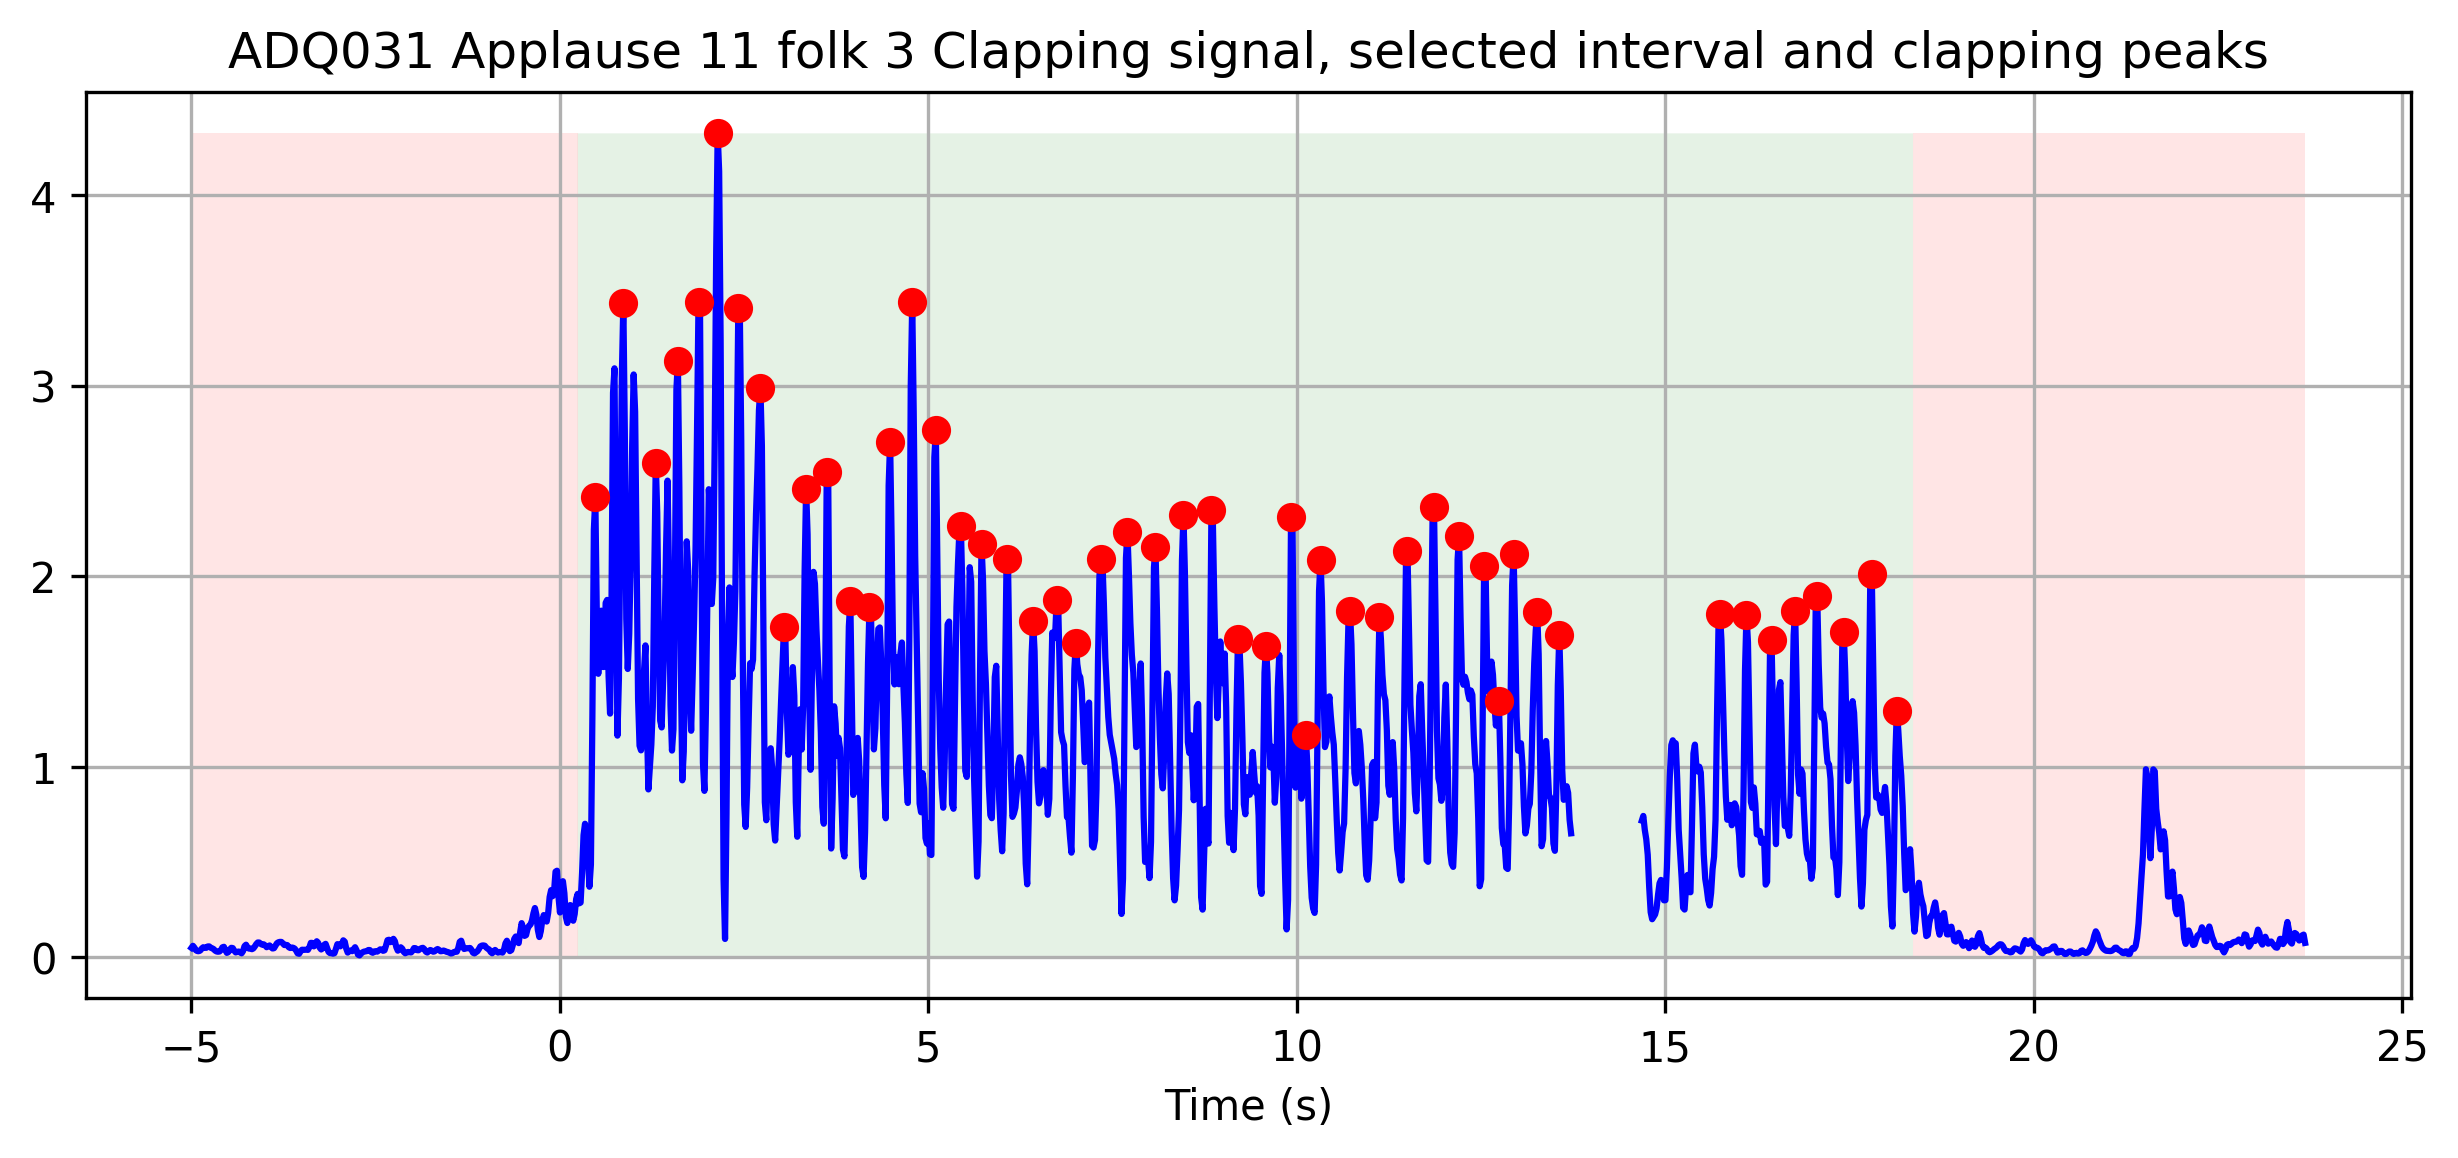 ADQ031 Applause 11 folk 3 Clapping signal, selected interval and clapping peaks
4
3
2
1
0
−5 0 5 10 15 20 25
Time (s)